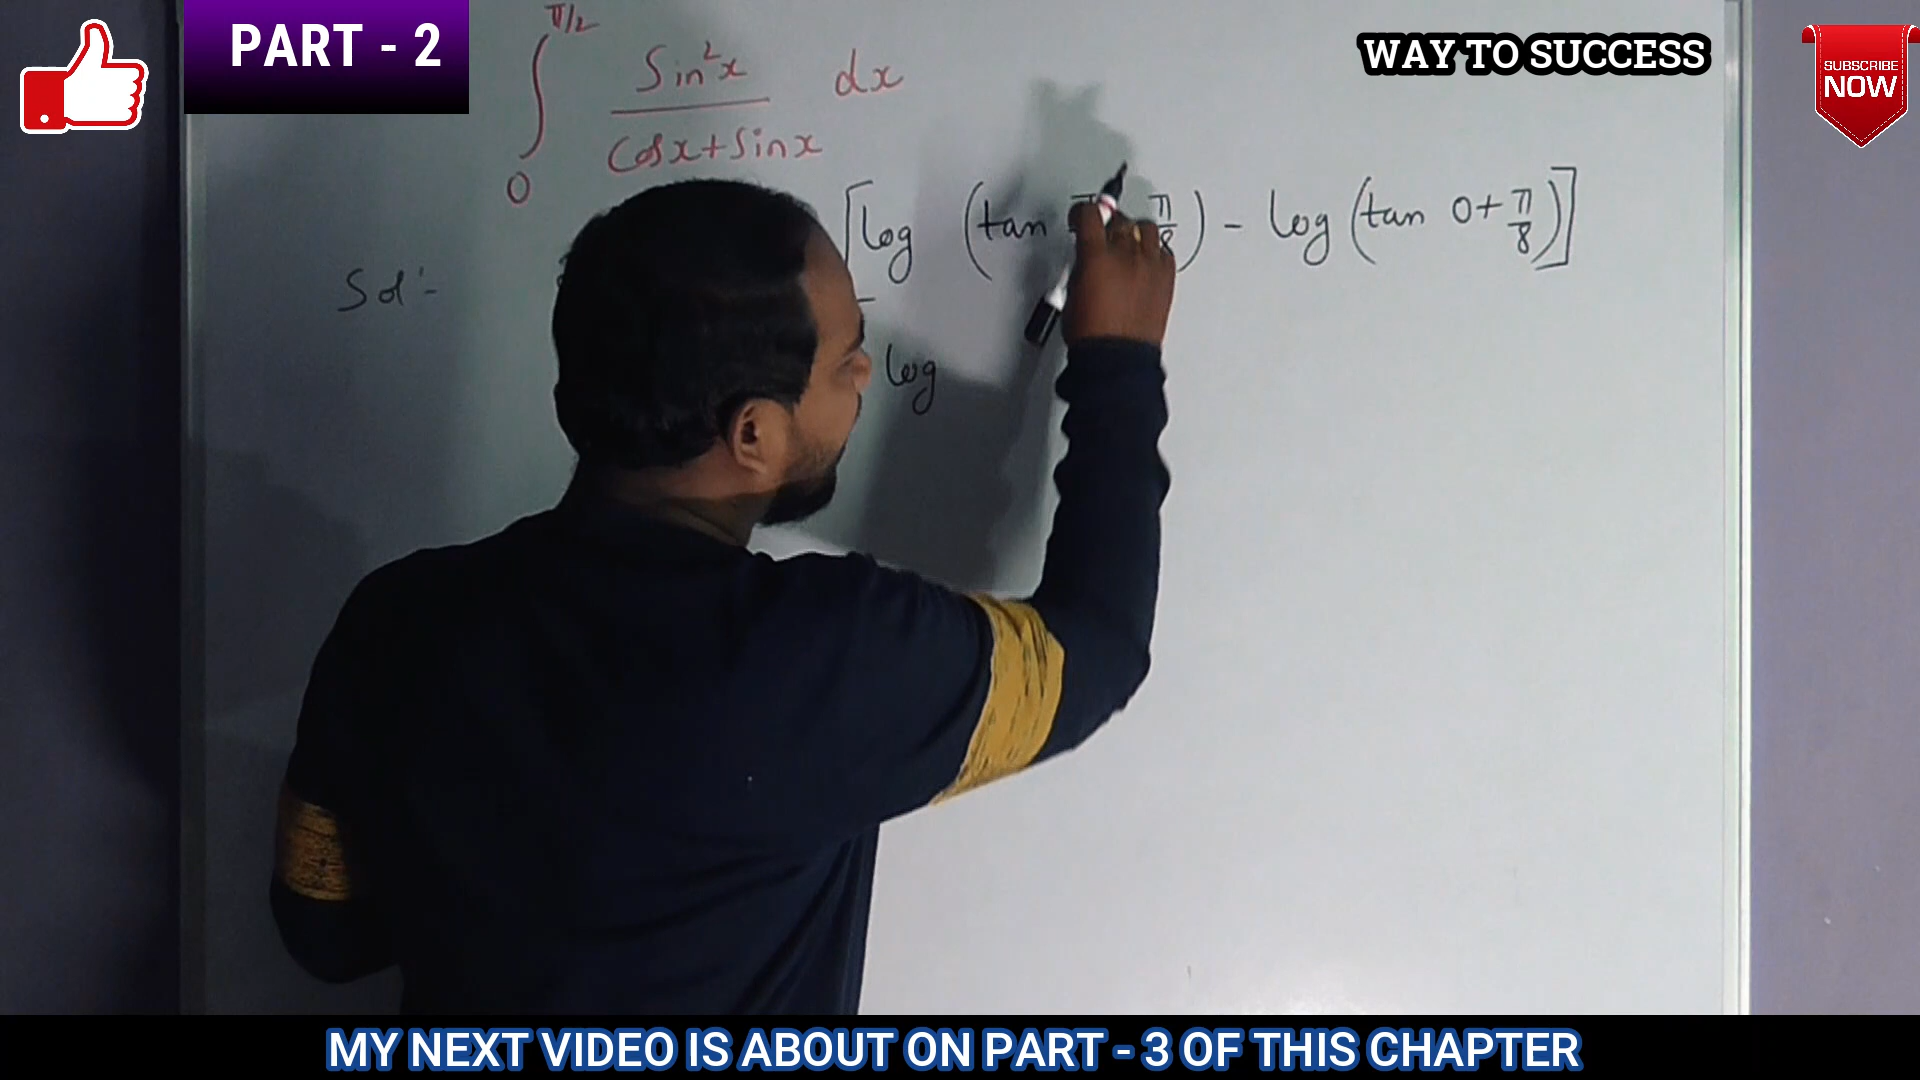 PART - 2
WAY TO SUCCESS
SUBSCRIBE
NOW
π/2
∫ Sin²x / Cosx+Sinx dx
0
Sol:-
[log (tan π/8) - log (tan 0+π/8)]
log
MY NEXT VIDEO IS ABOUT ON PART - 3 OF THIS CHAPTER